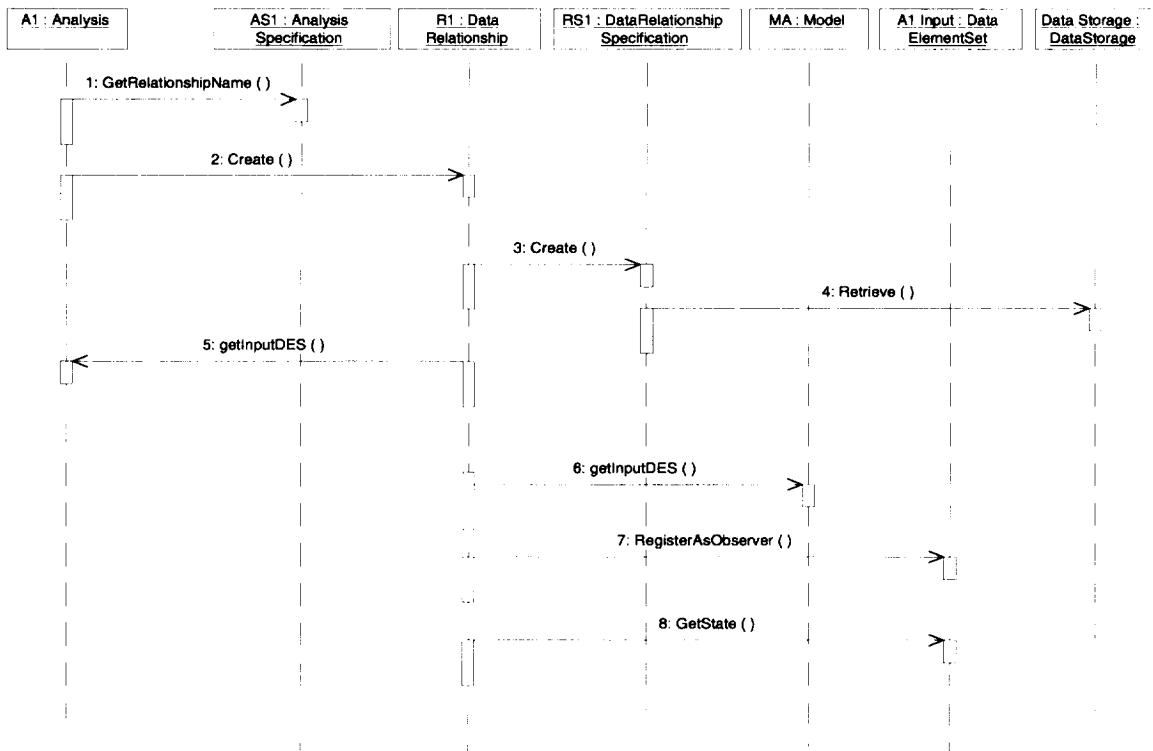 A1 : Analysis
AS1 : Analysis
Specification
R1 : Data
Relationship
RS1 : DataRelationship
Specification
MA : Model
A1 Input : Data
ElementSet
Data Storage :
DataStorage
1: GetRelationshipName ( )
2: Create ( )
3: Create ( )
4: Retrieve ( )
5: getInputDES ( )
6: getInputDES ( )
7: RegisterAsObserver ( )
8: GetState ( )